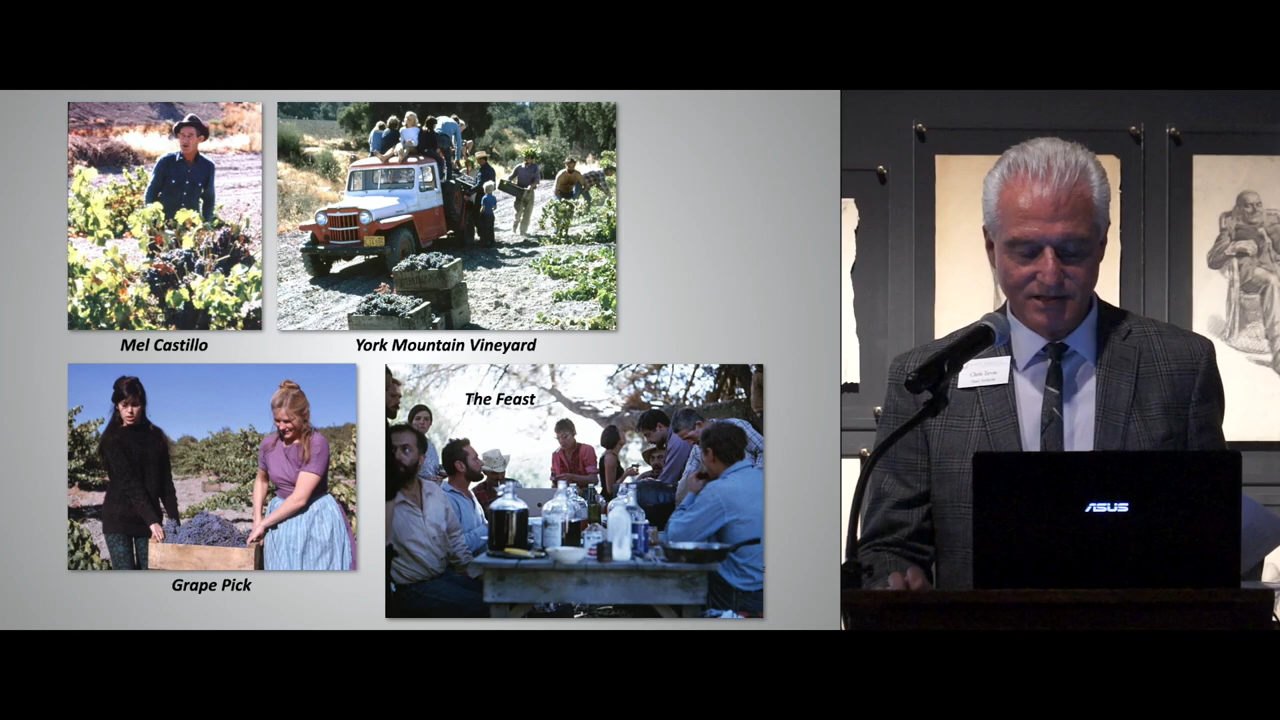 Mel Castillo
York Mountain Vineyard
The Feast
Grape Pick
ASUS